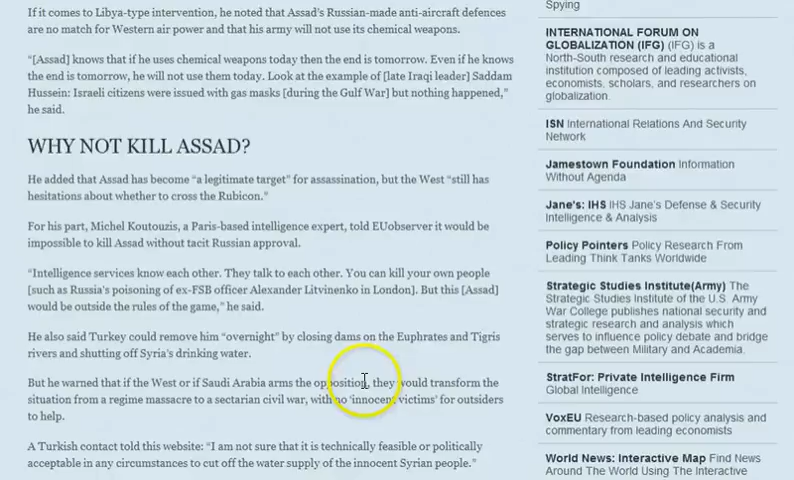 If it comes to Libya-type intervention, he noted that Assad's Russian-made anti-aircraft defences
are no match for Western air power and that his army will not use its chemical weapons.
“[Assad] knows that if he uses chemical weapons today then the end is tomorrow. Even if he knows
the end is tomorrow, he will not use them today. Look at the example of [late Iraqi leader] Saddam
Hussein: Israeli citizens were issued with gas masks [during the Gulf War] but nothing happened,”
he said.
WHY NOT KILL ASSAD?
He added that Assad has become “a legitimate target” for assassination, but the West “still has
hesitations about whether to cross the Rubicon.”
For his part, Michel Koutouzis, a Paris-based intelligence expert, told EUobserver it would be
impossible to kill Assad without tacit Russian approval.
“Intelligence services know each other. They talk to each other. You can kill your own people
[such as Russia's poisoning of ex-FSB officer Alexander Litvinenko in London]. But this [Assad]
would be outside the rules of the game,” he said.
He also said Turkey could remove him “overnight” by closing dams on the Euphrates and Tigris
rivers and shutting off Syria's drinking water.
But he warned that if the West or if Saudi Arabia arms the opposition, they would transform the
situation from a regime massacre to a sectarian civil war, with no ‘innocent victims’ for outsiders
to help.
A Turkish contact told this website: “I am not sure that it is technically feasible or politically
acceptable in any circumstances to cut off the water supply of the innocent Syrian people.”
Spying
INTERNATIONAL FORUM ON
GLOBALIZATION (IFG) (IFG) is a
North-South research and educational
institution composed of leading activists,
economists, scholars, and researchers on
globalization.
ISN International Relations And Security
Network
Jamestown Foundation Information
Without Agenda
Jane's: IHS IHS Jane's Defense & Security
Intelligence & Analysis
Policy Pointers Policy Research From
Leading Think Tanks Worldwide
Strategic Studies Institute(Army) The
Strategic Studies Institute of the U.S. Army
War College publishes national security and
strategic research and analysis which
serves to influence policy debate and bridge
the gap between Military and Academia.
StratFor: Private Intelligence Firm
Global Intelligence
VoxEU Research-based policy analysis and
commentary from leading economists
World News: Interactive Map Find News
Around The World Using The Interactive